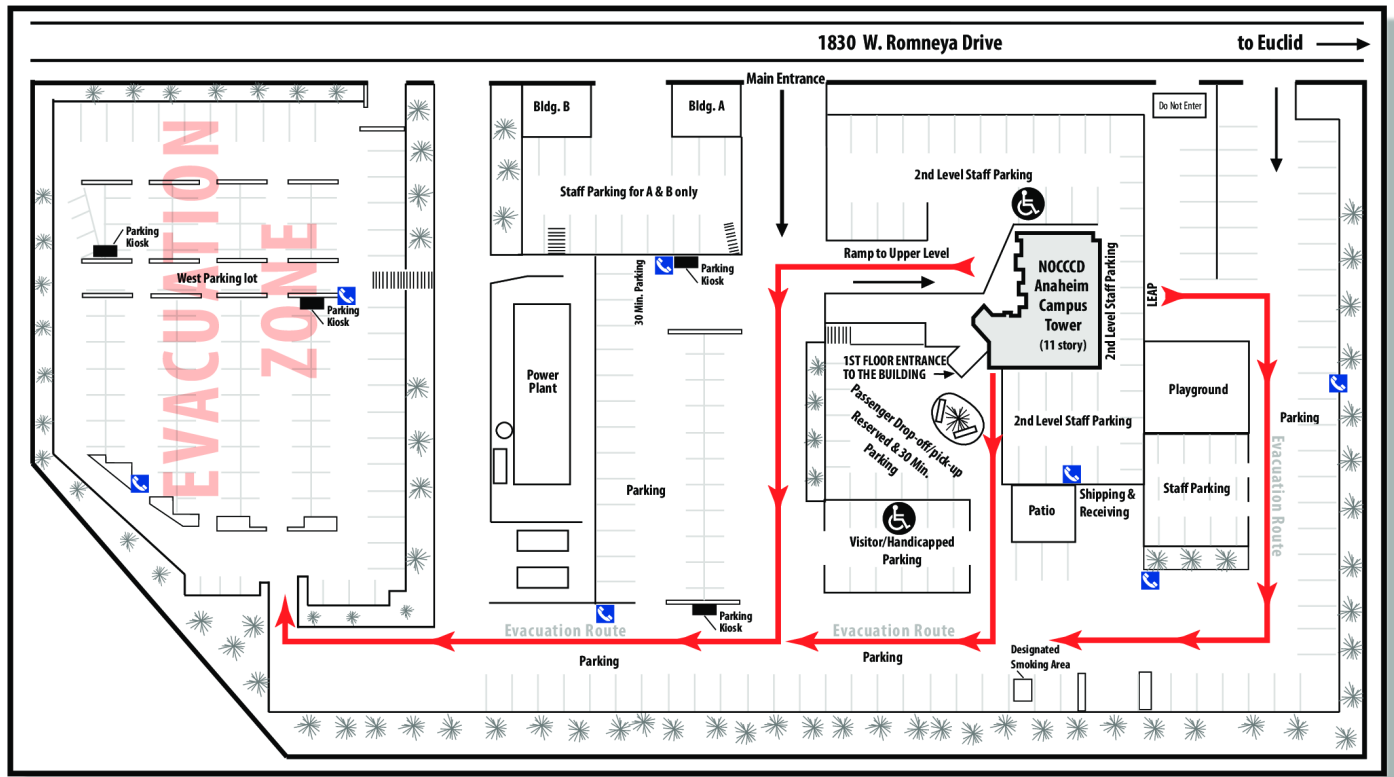 1830 W. Romneya Drive
to Euclid
Main Entrance
Bldg. B
Bldg. A
Do Not Enter
EVACUATION
ZONE
2nd Level Staff Parking
Staff Parking for A & B only
Parking
Kiosk
West Parking lot
Parking
Kiosk
30 Min. Parking
Parking
Kiosk
Ramp to Upper Level
NOCCCD
Anaheim
Campus
Tower
(11 story)
2nd Level Staff Parking
LEAP
1ST FLOOR ENTRANCE
TO THE BUILDING
Power
Plant
Playground
Parking
Passenger Drop-off/pick-up
Reserved & 30 Min.
Parking
2nd Level Staff Parking
Evacuation Route
Parking
Staff Parking
Shipping &
Receiving
Patio
Visitor/Handicapped
Parking
Parking
Kiosk
Evacuation Route
Evacuation Route
Parking
Parking
Designated
Smoking Area